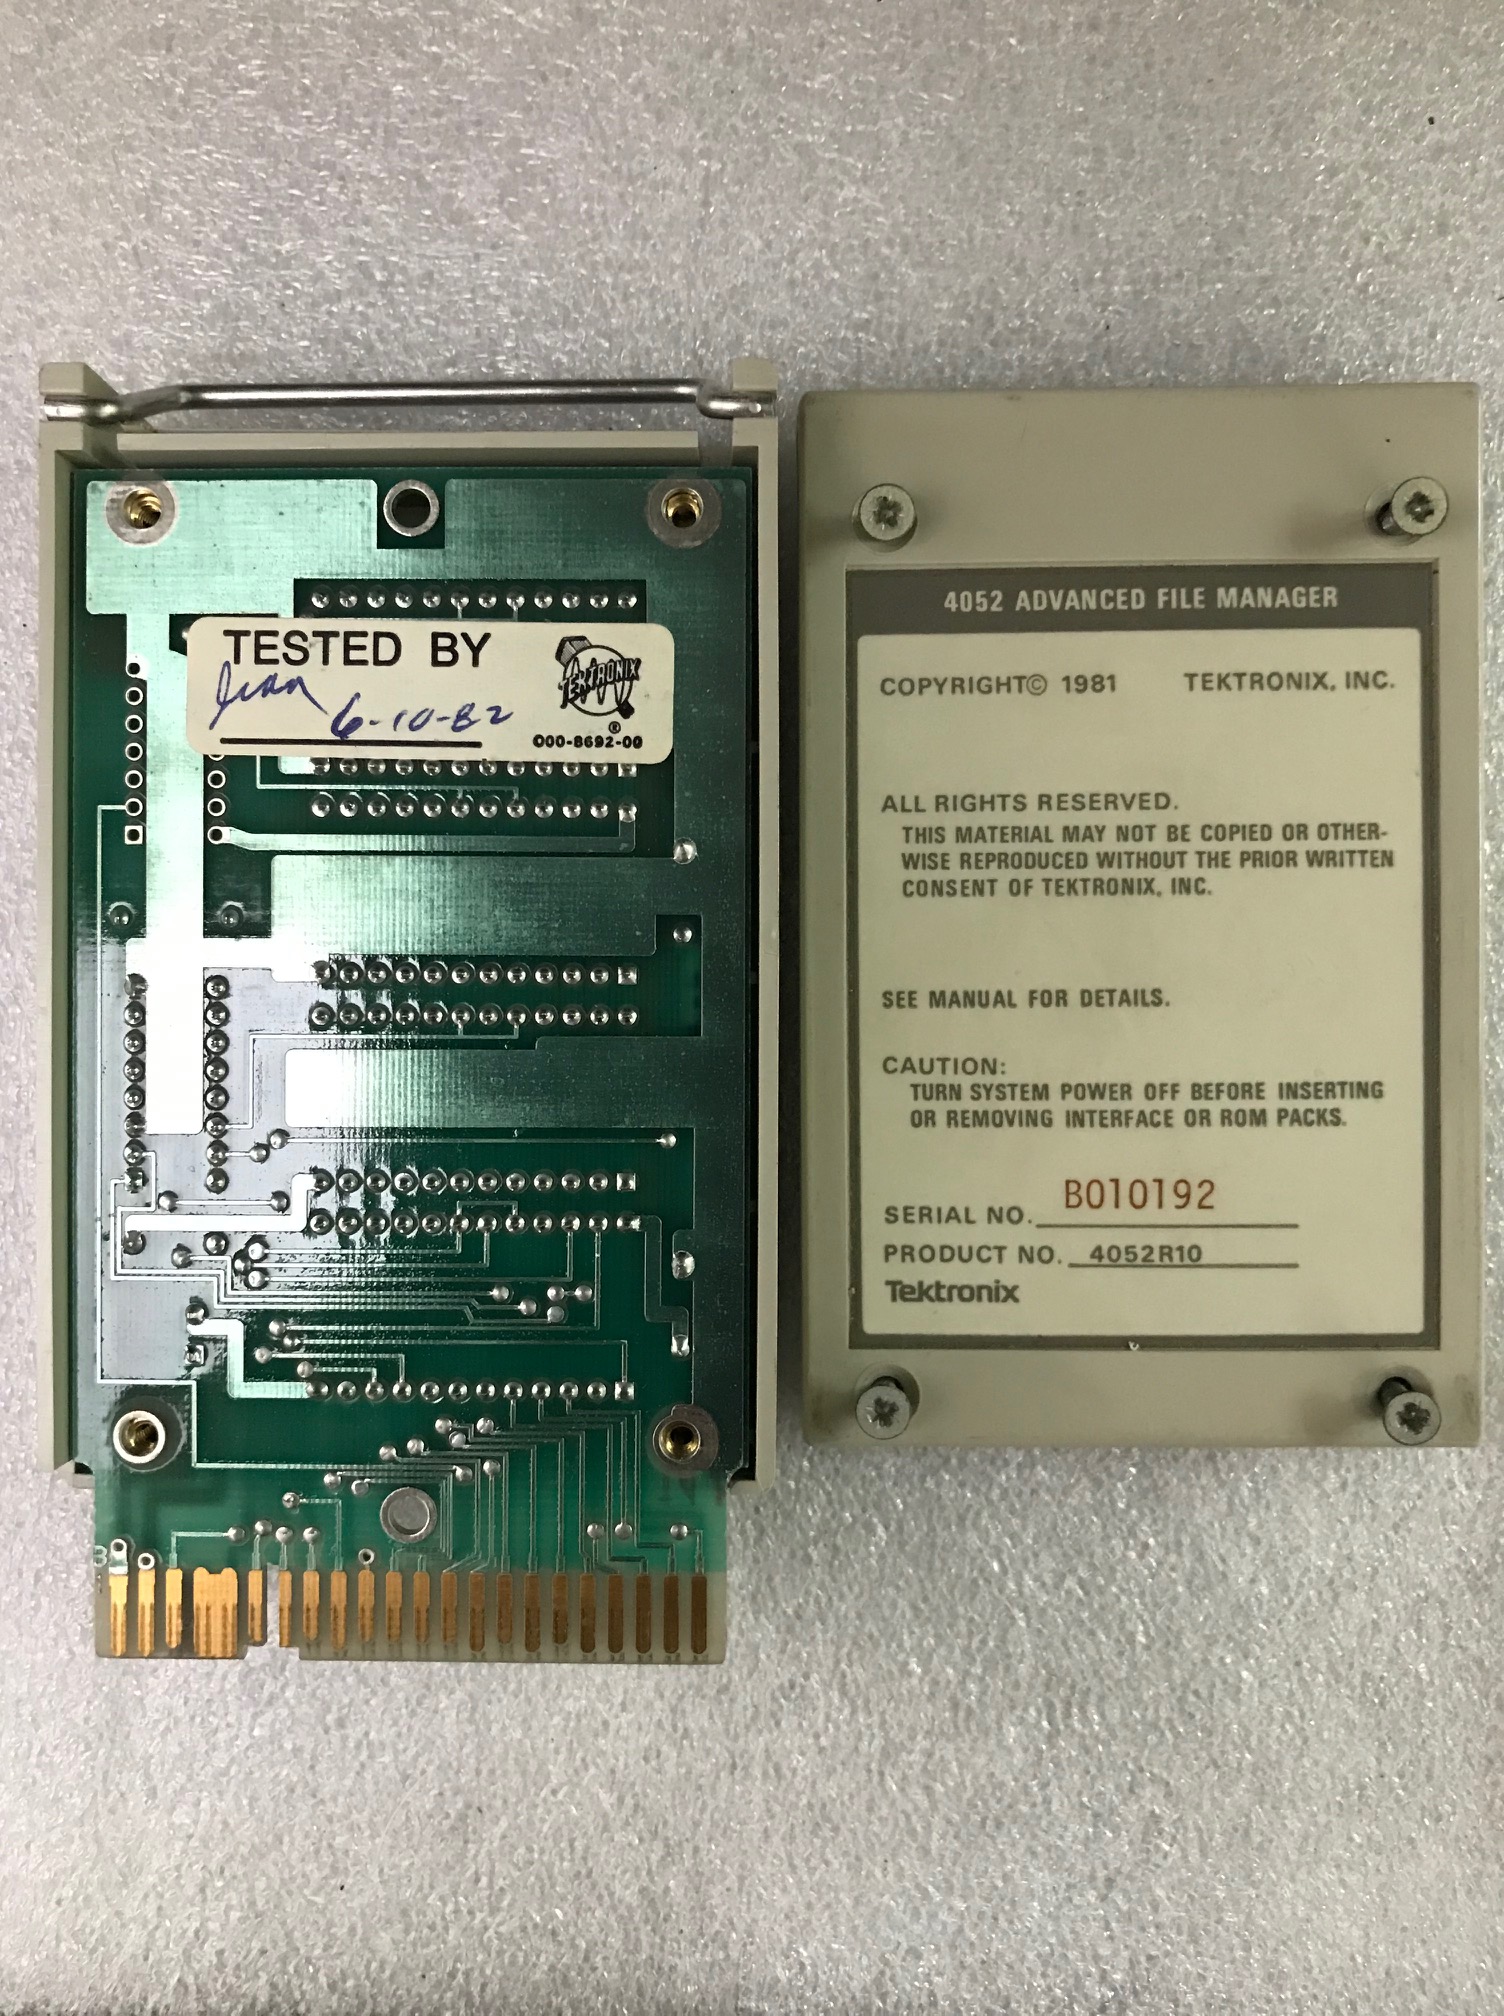 TESTED BY
Jean
6-10-82
TEKTRONIX
®
000-8692-00
4052 ADVANCED FILE MANAGER
COPYRIGHT© 1981 TEKTRONIX, INC.
ALL RIGHTS RESERVED.
THIS MATERIAL MAY NOT BE COPIED OR OTHER-
WISE REPRODUCED WITHOUT THE PRIOR WRITTEN
CONSENT OF TEKTRONIX, INC.
SEE MANUAL FOR DETAILS.
CAUTION:
TURN SYSTEM POWER OFF BEFORE INSERTING
OR REMOVING INTERFACE OR ROM PACKS.
SERIAL NO. B010192
PRODUCT NO. 4052R10
Tektronix